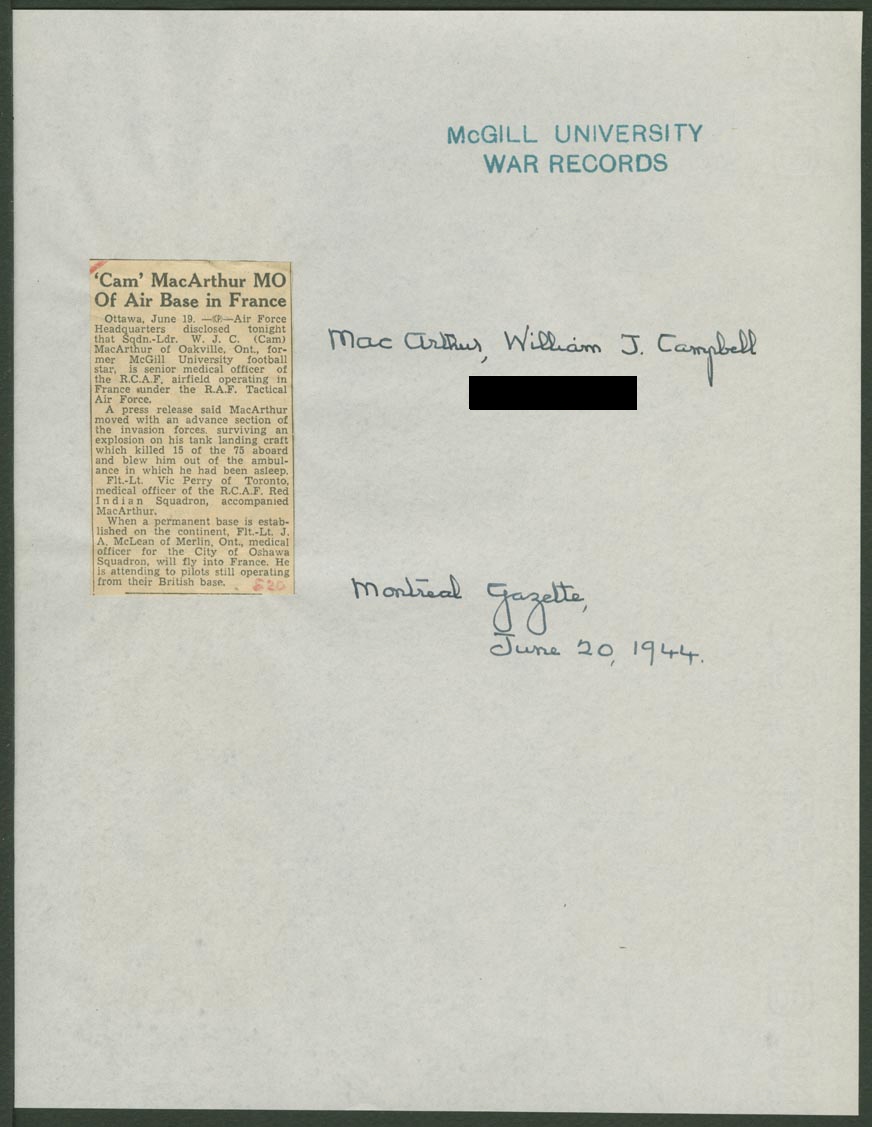 McGILL UNIVERSITY
WAR RECORDS
'Cam' MacArthur MO
Of Air Base in France
Ottawa, June 19. —CP—Air Force
Headquarters disclosed tonight
that Sqdn.-Ldr. W. J. C. (Cam)
MacArthur of Oakville, Ont., for-
mer McGill University football
star, is senior medical officer of
the R.C.A.F. airfield operating in
France under the R.A.F. Tactical
Air Force.
A press release said MacArthur
moved with an advance section of
the invasion forces, surviving an
explosion on his tank landing craft
which killed 15 of the 75 aboard
and blew him out of the ambul-
ance in which he had been asleep.
Flt.-Lt. Vic Perry of Toronto,
medical officer of the R.C.A.F. Red
Indian Squadron, accompanied
MacArthur.
When a permanent base is estab-
lished on the continent, Flt.-Lt. J.
A. McLean of Merlin, Ont., medical
officer for the City of Oshawa
Squadron, will fly into France. He
is attending to pilots still operating
from their British base.
Mac Arthur, William J. Campbell
Montreal Gazette,
June 20, 1944.